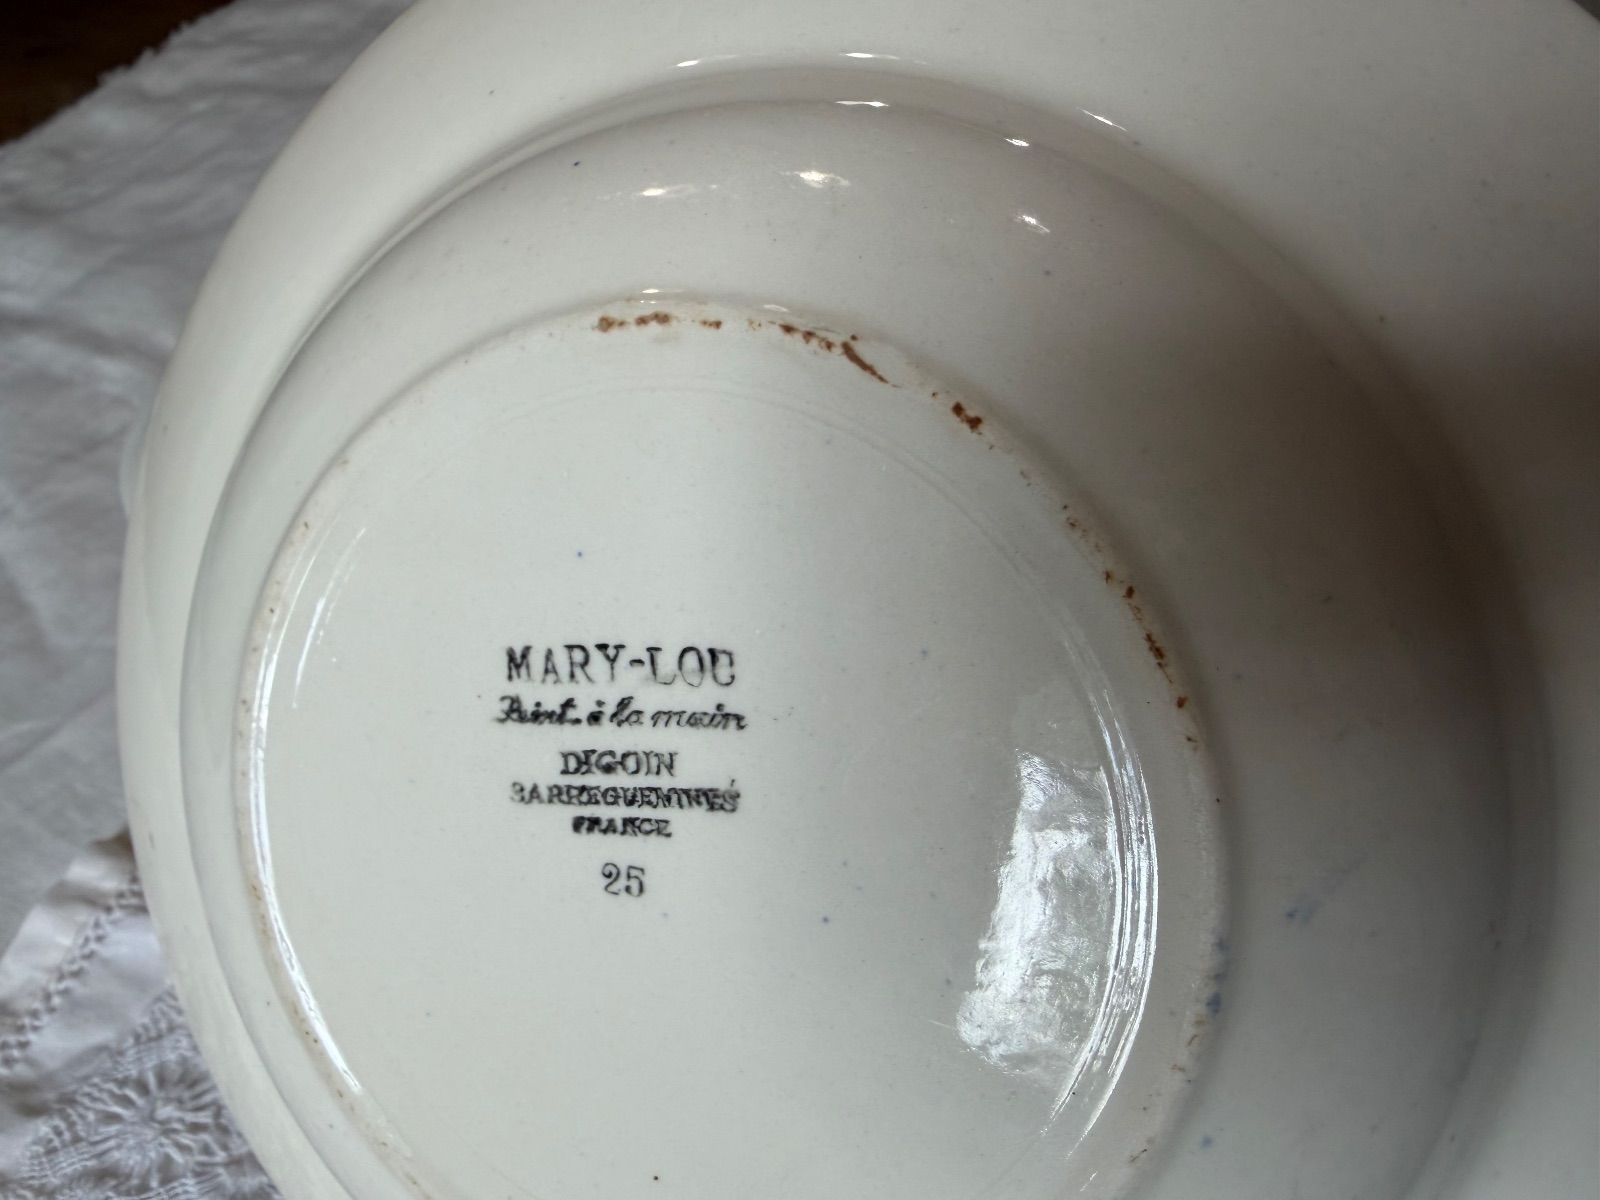 MARY-LOU
Peint à la main
DIGOIN
SARREGUEMINES
FRANCE
25